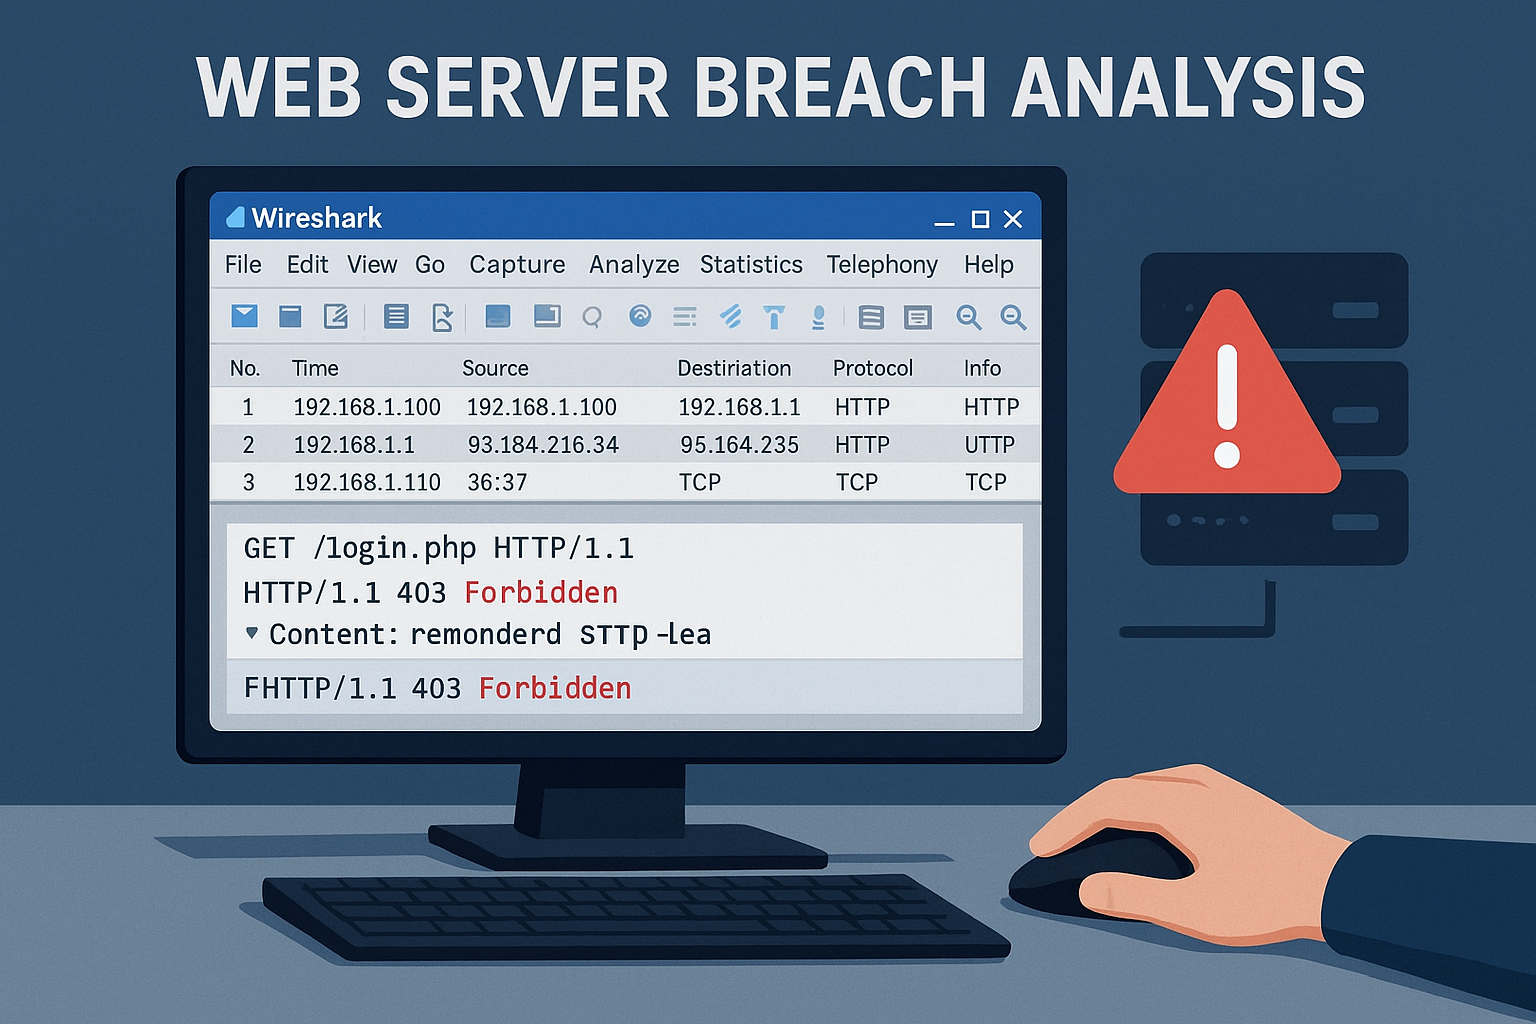 WEB SERVER BREACH ANALYSIS
Wireshark
File Edit View Go Capture Analyze Statistics Telephony Help
No. Time Source Destiriation Protocol Info
1 192.168.1.100 192.168.1.100 192.168.1.1 HTTP HTTP
2 192.168.1.1 93.184.216.34 95.164.235 HTTP UTTP
3 192.168.1.110 36:37 TCP TCP TCP
GET /login.php HTTP/1.1
HTTP/1.1 403 Forbidden
Content: remonderd STTp -lea
FHTTP/1.1 403 Forbidden